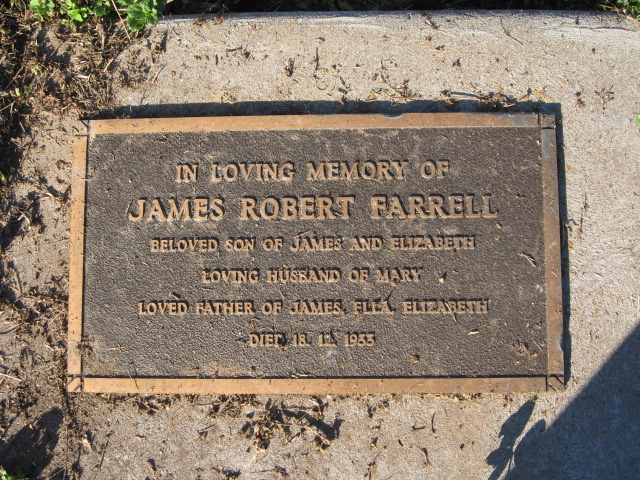 IN LOVING MEMORY OF
JAMES ROBERT FARRELL
BELOVED SON OF JAMES AND ELIZABETH
LOVING HUSBAND OF MARY
LOVED FATHER OF JAMES, ELLA, ELIZABETH
DIED 18. 12. 1953